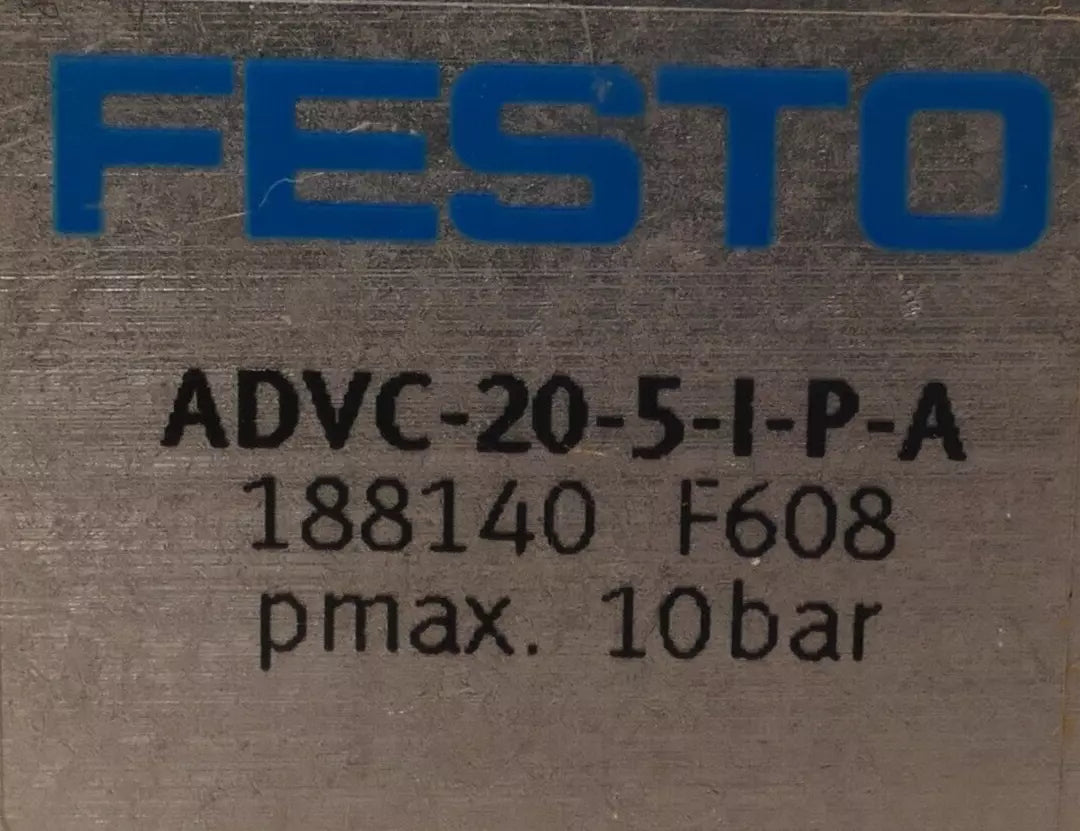 FESTO
ADVC-20-5-I-P-A
188140 F608
pmax. 10bar